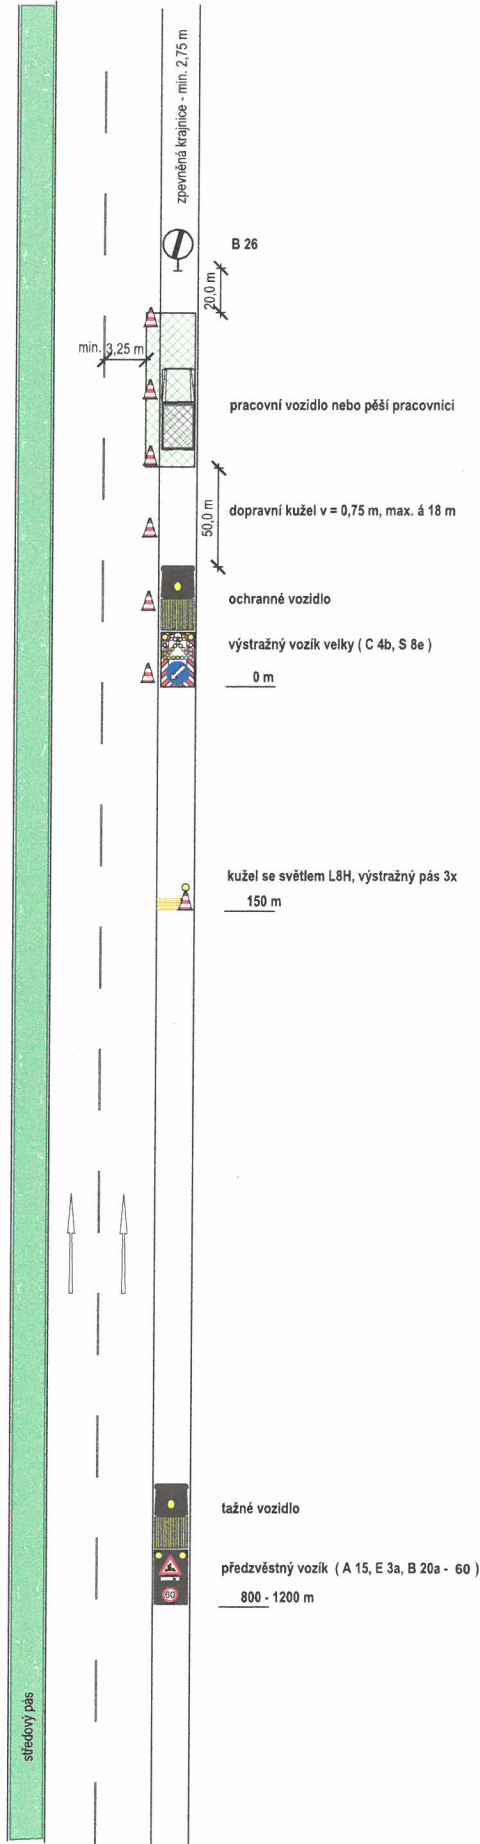 zpevněná krajnice - min. 2,75 m
B 26
20,0 m
min. 3,25 m
pracovní vozidlo nebo pěší pracovníci
50,0 m
dopravní kužel v = 0,75 m, max. á 18 m
ochranné vozidlo
výstražný vozík velky ( C 4b, S 8e )
0 m
kužel se světlem L8H, výstražný pás 3x
150 m
tažné vozidlo
předzvěstný vozík ( A 15, E 3a, B 20a - 60 )
60
800 - 1200 m
středový pás